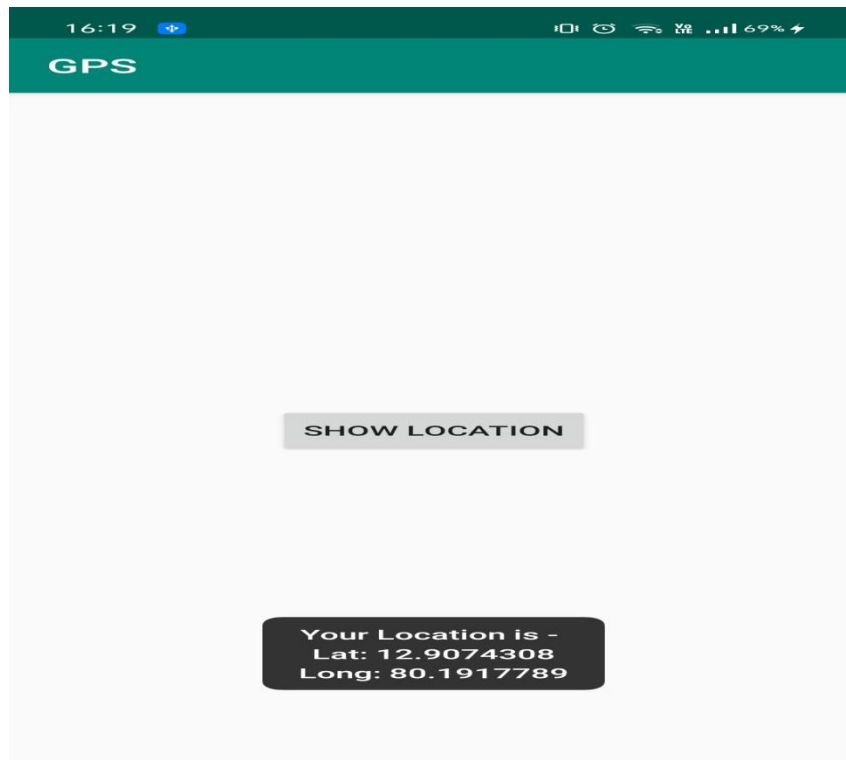 16:19 69%
GPS
SHOW LOCATION
Your Location is -
Lat: 12.9074308
Long: 80.1917789